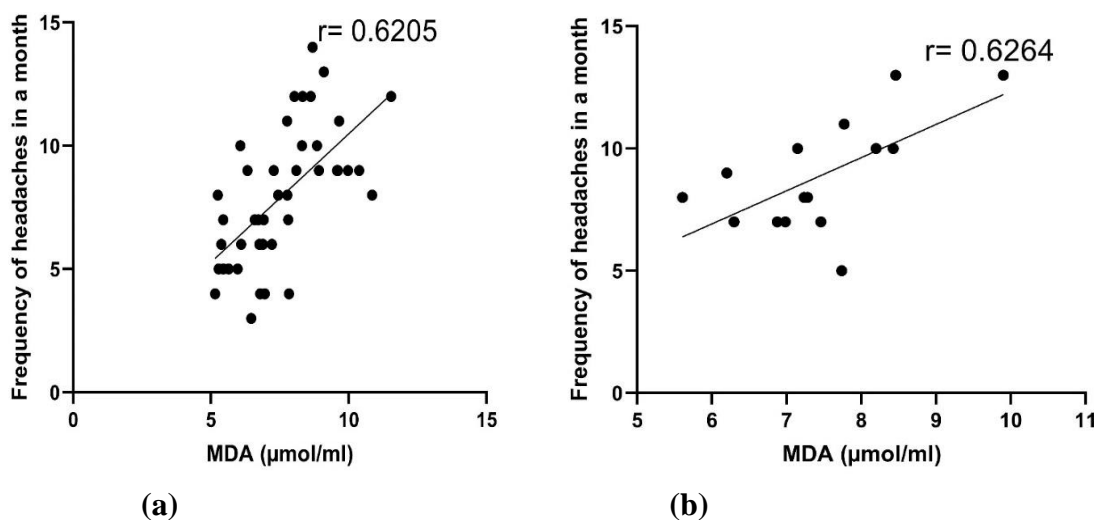 Frequency of headaches in a month
15
10
5
0
r= 0.6205
0
5
10
15
MDA (µmol/ml)
(a)
Frequency of headaches in a month
15
10
5
0
r= 0.6264
5
6
7
8
9
10
11
MDA (µmol/ml)
(b)